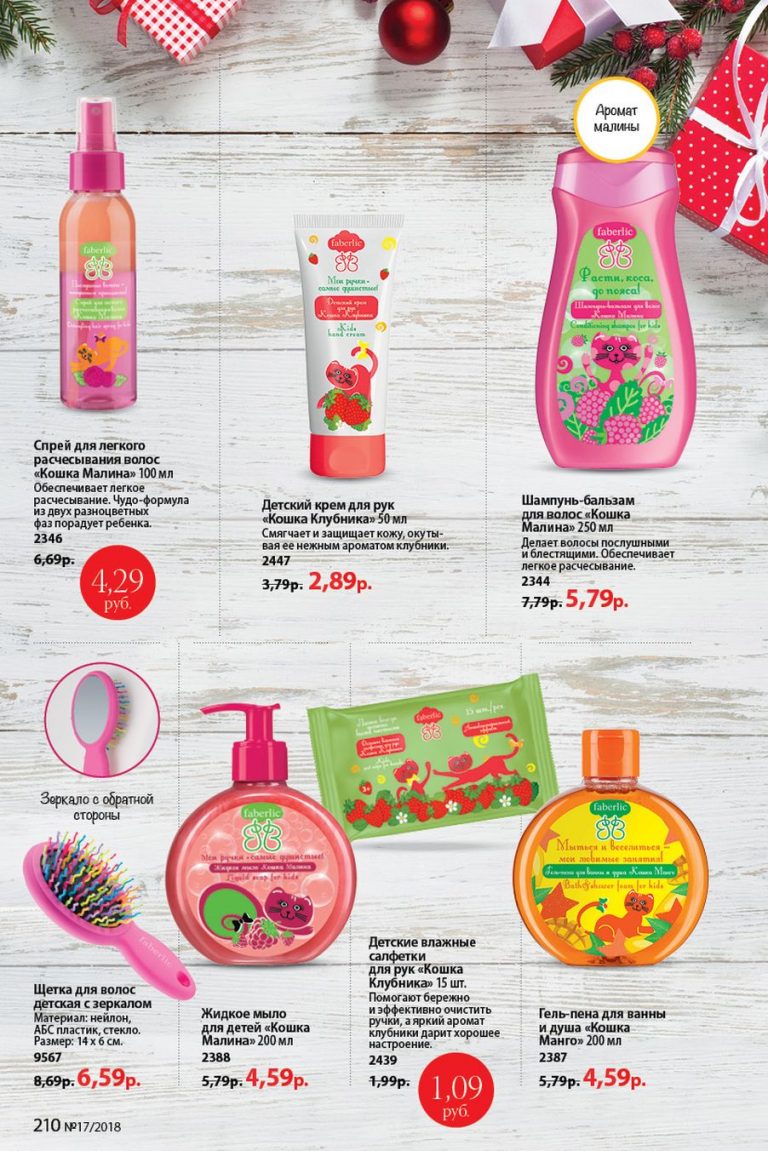 Аромат
малины
faberlic
Спрей для легкого
расчесывания волос
«Кошка Малина» 100 мл
Обеспечивает легкое
расчесывание. Чудо-формула
из двух разноцветных
фаз порадует ребенка.
2346
6,69р.
4,29
руб.
faberlic
Мои ручки -
самые душистые!
Детский крем
для рук
Кошка Клубника
Kids
hand cream
Детский крем для рук
«Кошка Клубника» 50 мл
Смягчает и защищает кожу, окуты-
вая ее нежным ароматом клубники.
2447
3,79р. 2,89р.
faberlic
Расти, коса,
до пояса!
Шампунь-бальзам для волос
Кошка Малина
Conditioning shampoo for kids
Шампунь-бальзам
для волос «Кошка
Малина» 250 мл
Делает волосы послушными
и блестящими. Обеспечивает
легкое расчесывание.
2344
7,79р. 5,79р.
Зеркало с обратной
стороны
faberlic
Щетка для волос
детская с зеркалом
Материал: нейлон,
АБС пластик, стекло.
Размер: 14 х 6 см.
9567
8,69р. 6,59р.
faberlic
Мои ручки - самые душистые!
Жидкое мыло Кошка Малина
Liquid soap for kids
Жидкое мыло
для детей «Кошка
Малина» 200 мл
2388
5,79р. 4,59р.
faberlic
15 шт./pcs
3+
Детские влажные
салфетки
для рук «Кошка
Клубника» 15 шт.
Помогают бережно
и эффективно очистить
ручки, а яркий аромат
клубники дарит хорошее
настроение.
2439
1,99р.
1,09
руб.
faberlic
Мыться и веселиться –
мои любимые занятия!
Гель-пена для ванны и душа Кошка Манго
Bath&shower foam for kids
Гель-пена для ванны
и душа «Кошка
Манго» 200 мл
2387
5,79р. 4,59р.
210 №17/2018